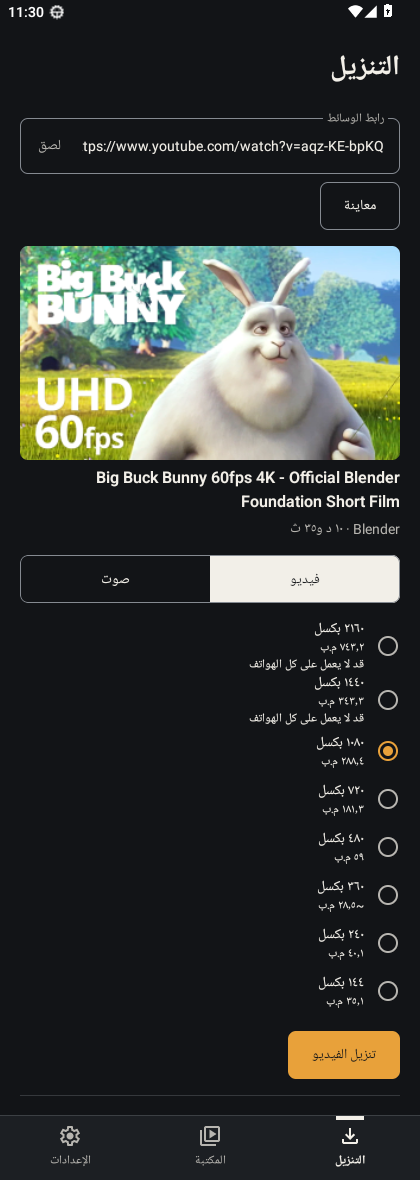 11:30
التنزيل
رابط الوسائط
tps://www.youtube.com/watch?v=aqz-KE-bpKQ
لصق
معاينة
Big Buck
BUNNY
UHD
60fps
Big Buck Bunny 60fps 4K - Official Blender
Foundation Short Film
Blender · ١٠ د و٣٥ ث
فيديو
صوت
٢١٦٠ بكسل
٧٤٣٫٢ م.ب
قد لا يعمل على كل الهواتف
١٤٤٠ بكسل
٣٤٣٫٣ م.ب
قد لا يعمل على كل الهواتف
١٠٨٠ بكسل
٢٨٨٫٤ م.ب
٧٢٠ بكسل
١٨١٫٣ م.ب
٤٨٠ بكسل
٥٩ م.ب
٣٦٠ بكسل
~٢٨٫٥ م.ب
٢٤٠ بكسل
٤٠٫١ م.ب
١٤٤ بكسل
٣٥٫١ م.ب
تنزيل الفيديو
التنزيل
المكتبة
الإعدادات